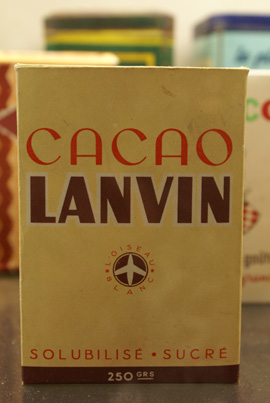 CACAO
LANVIN
L'OISEAU
BLANC
SOLUBILISÉ • SUCRÉ
250 GRS